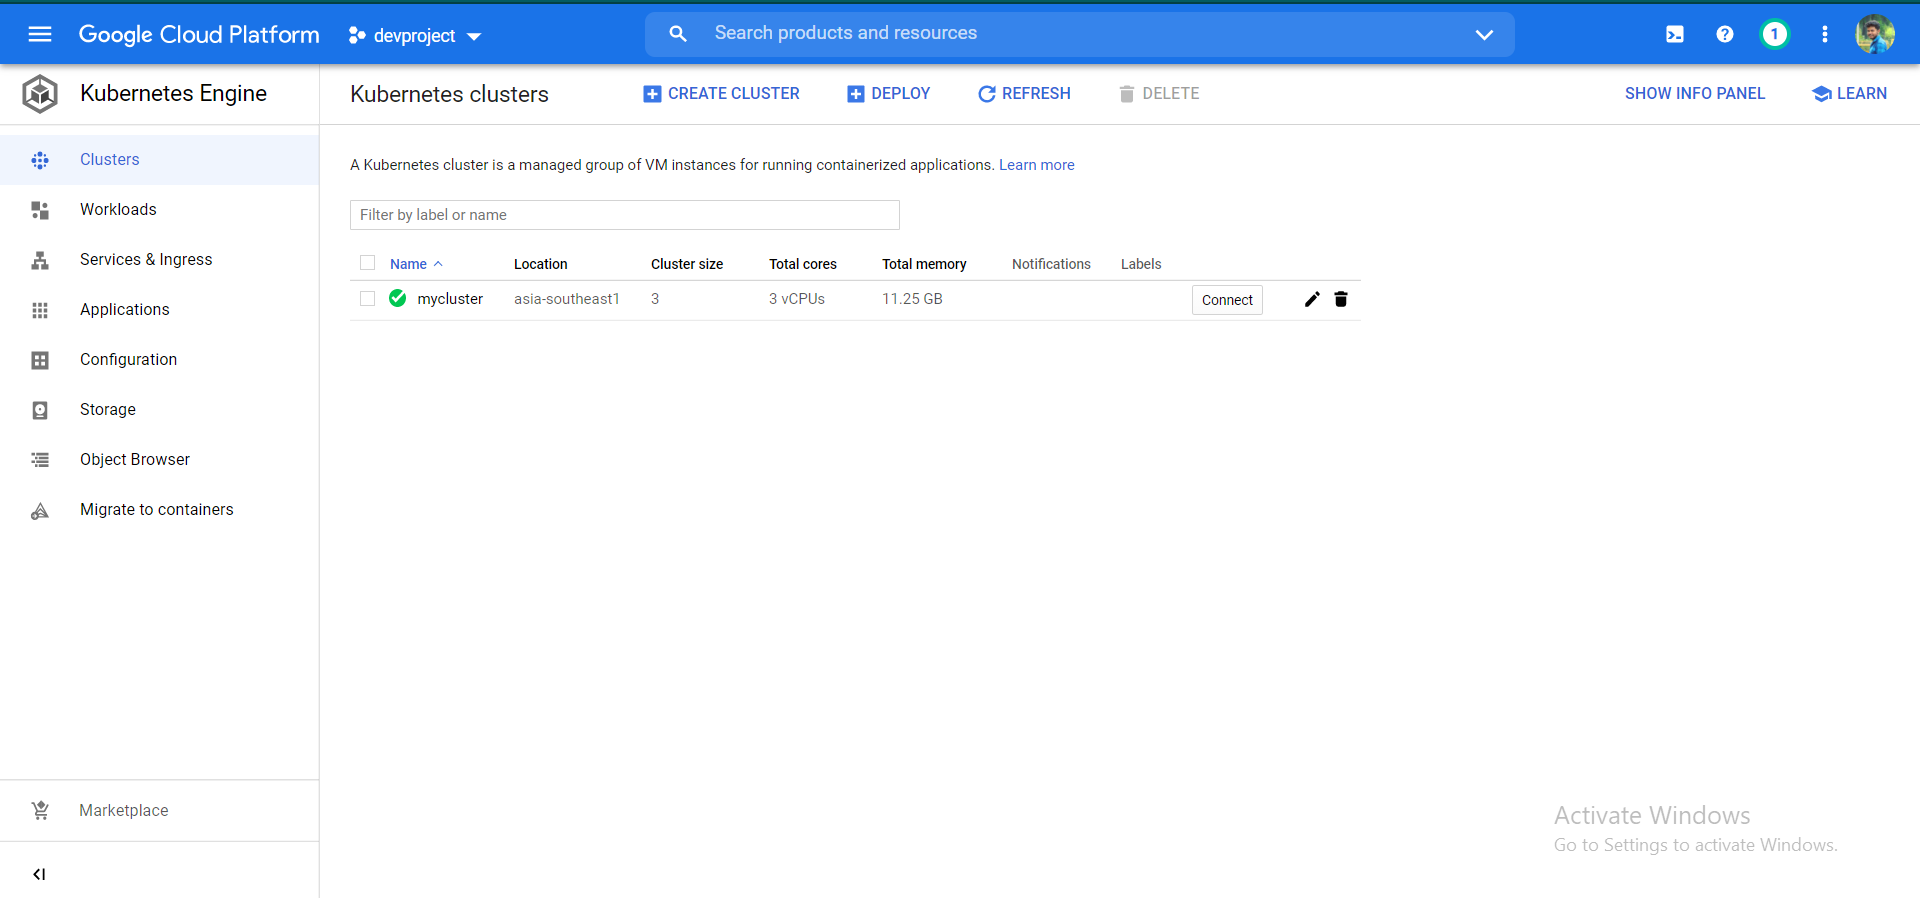 Google Cloud Platform devproject Search products and resources 1
Kubernetes Engine
Kubernetes clusters CREATE CLUSTER DEPLOY REFRESH DELETE SHOW INFO PANEL LEARN
Clusters
Workloads
Services & Ingress
Applications
Configuration
Storage
Object Browser
Migrate to containers
Marketplace
A Kubernetes cluster is a managed group of VM instances for running containerized applications. Learn more
Filter by label or name
Name Location Cluster size Total cores Total memory Notifications Labels
mycluster asia-southeast1 3 3 vCPUs 11.25 GB Connect
Activate Windows
Go to Settings to activate Windows.